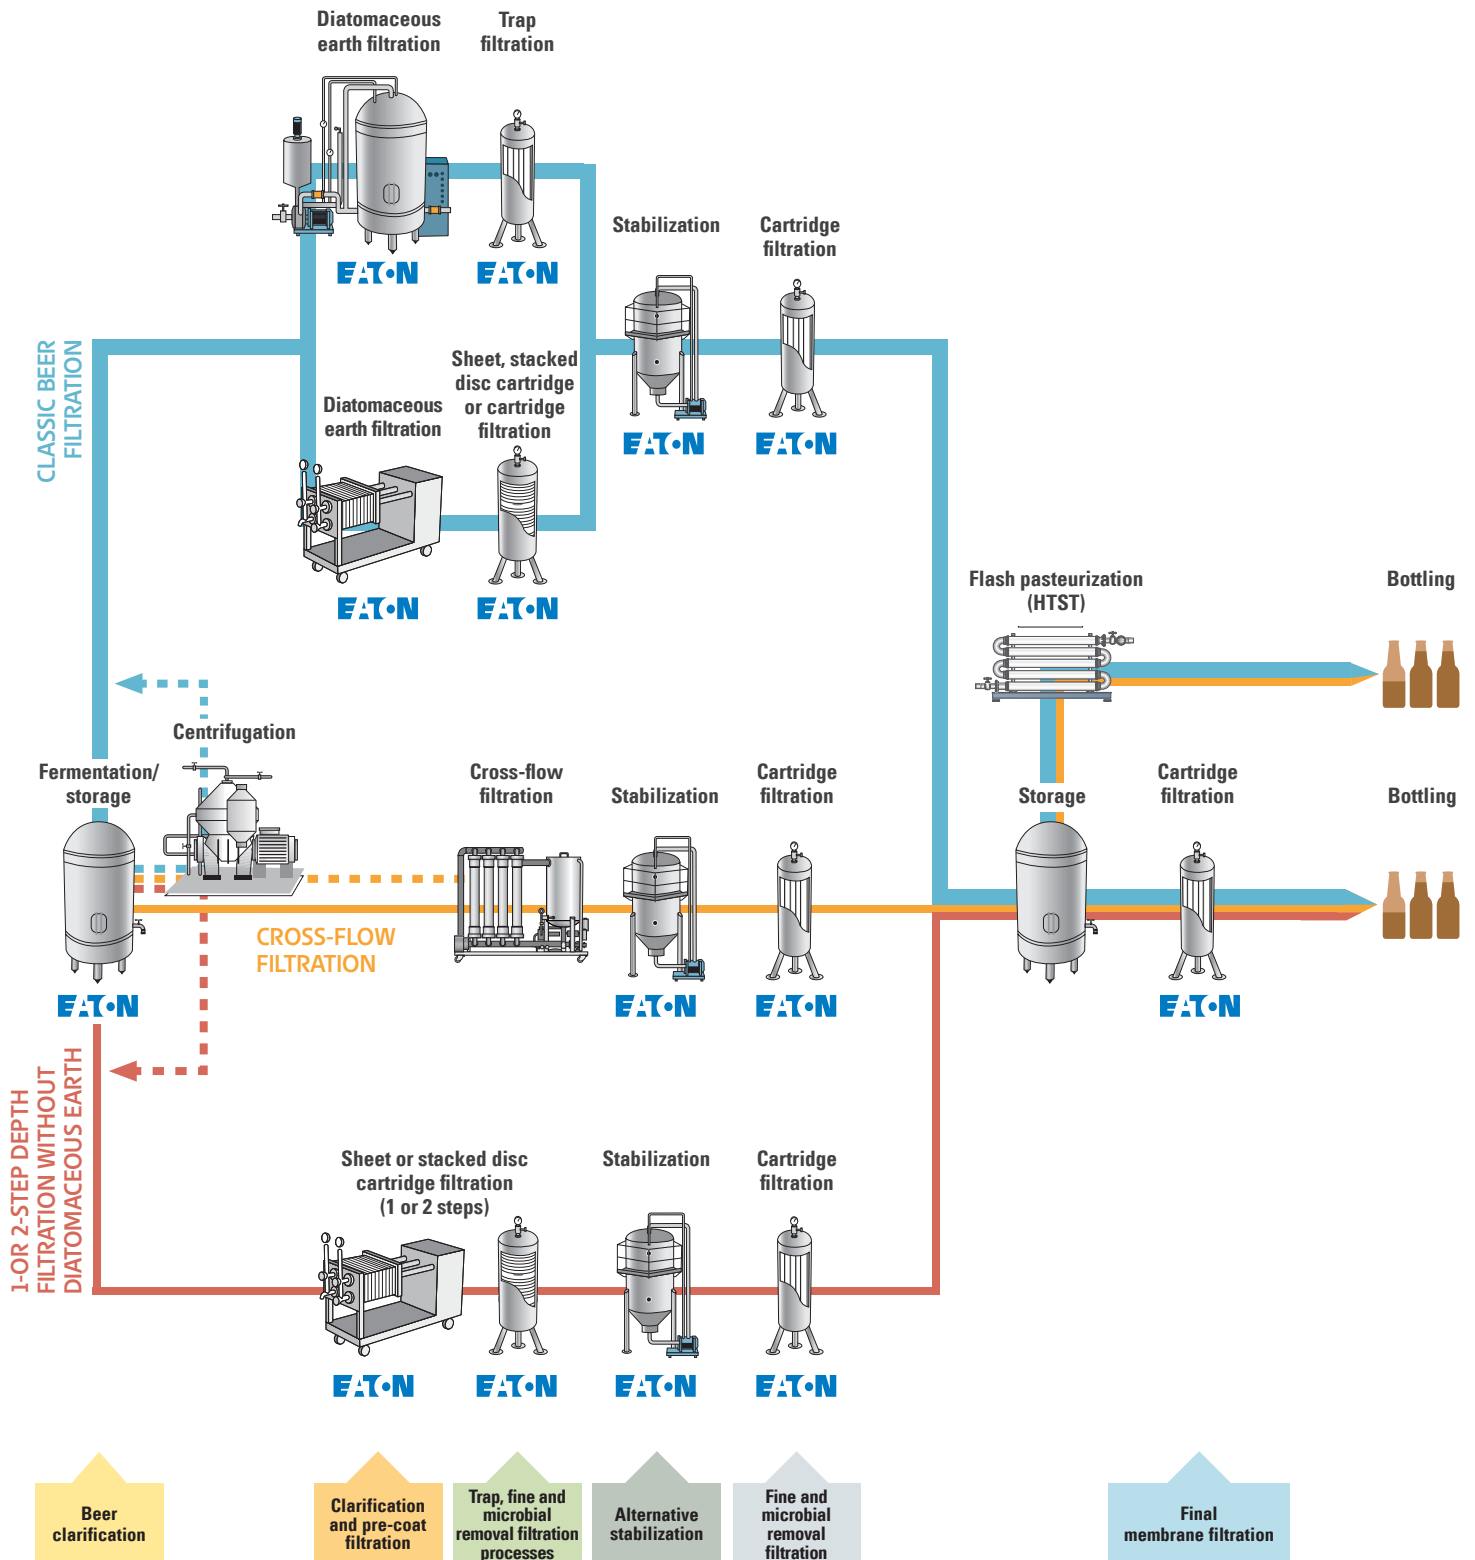 Diatomaceous
earth filtration
Trap
filtration
EATON
EATON
Stabilization
Cartridge
filtration
EATON
EATON
CLASSIC BEER
FILTRATION
Diatomaceous
earth filtration
Sheet, stacked
disc cartridge
or cartridge
filtration
EATON
EATON
Flash pasteurization
(HTST)
Bottling
Centrifugation
Fermentation/
storage
EATON
CROSS-FLOW
FILTRATION
Cross-flow
filtration
Stabilization
EATON
Cartridge
filtration
EATON
Storage
Cartridge
filtration
EATON
Bottling
1-OR 2-STEP DEPTH
FILTRATION WITHOUT
DIATOMACEOUS EARTH
Sheet or stacked disc
cartridge filtration
(1 or 2 steps)
EATON
EATON
Stabilization
EATON
Cartridge
filtration
EATON
Beer
clarification
Clarification
and pre-coat
filtration
Trap, fine and
microbial
removal filtration
processes
Alternative
stabilization
Fine and
microbial
removal
filtration
Final
membrane filtration